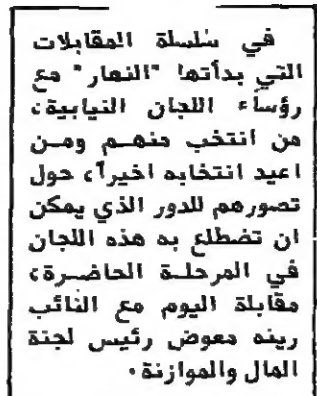 في سلسلة المقابلات
التي بدأتها "النهار" مع
رؤساء اللجان النيابية،
من انتخب منهم ومن
اعيد انتخابه اخيراً، حول
تصورهم للدور الذي يمكن
ان تضطلع به هذه اللجان
في المرحلة الحاضرة،
مقابلة اليوم مع النائب
رينه معوض رئيس لجنة
المال والموازنة.